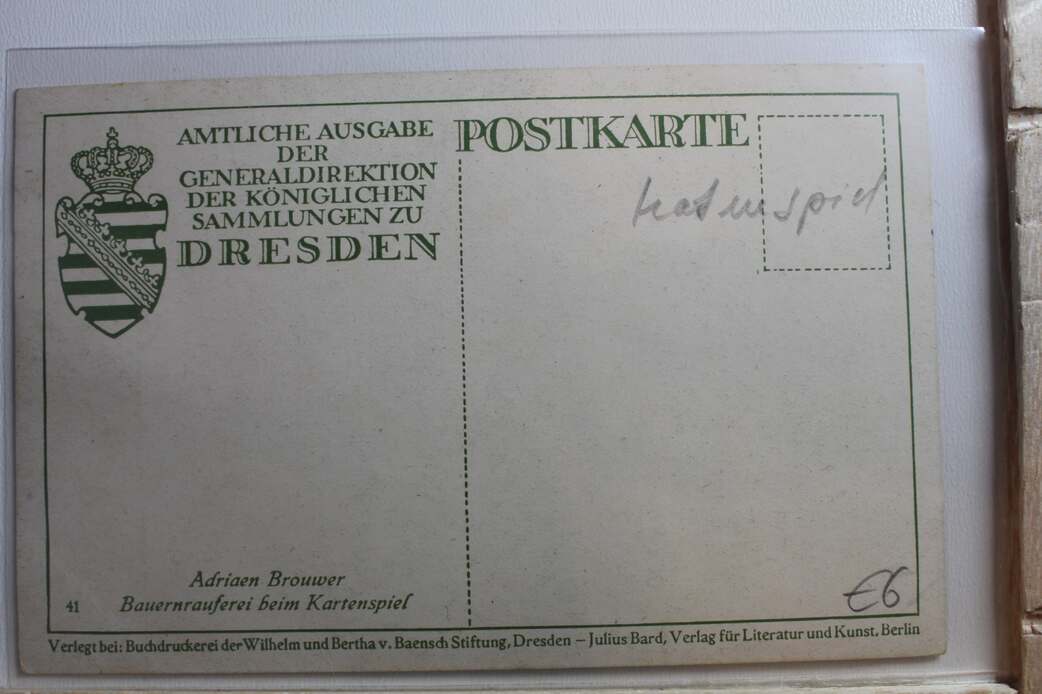 AMTLICHE AUSGABE
DER
GENERALDIREKTION
DER KÖNIGLICHEN
SAMMLUNGEN ZU
DRESDEN
POSTKARTE
Adriaen Brouwer
41 Bauernrauferei beim Kartenspiel
€6
Verlegt bei: Buchdruckerei der Wilhelm und Bertha v. Baensch Stiftung, Dresden – Julius Bard, Verlag für Literatur und Kunst, Berlin